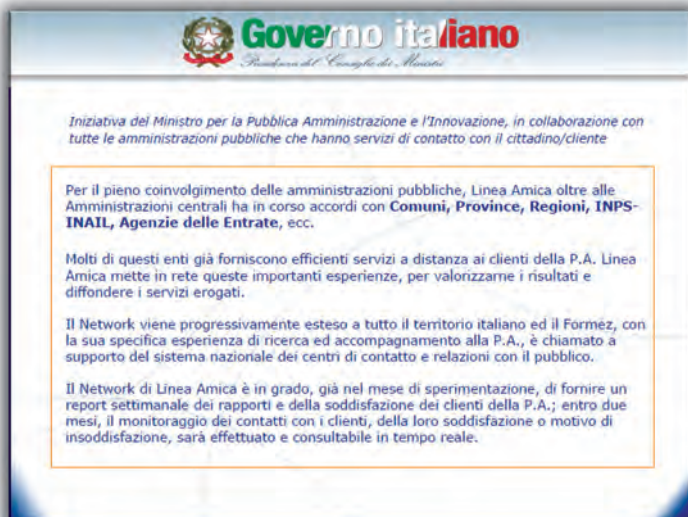 Governo italiano
Presidenza del Consiglio dei Ministri
Iniziativa del Ministro per la Pubblica Amministrazione e l'Innovazione, in collaborazione con
tutte le amministrazioni pubbliche che hanno servizi di contatto con il cittadino/cliente
Per il pieno coinvolgimento delle amministrazioni pubbliche, Linea Amica oltre alle
Amministrazioni centrali ha in corso accordi con Comuni, Province, Regioni, INPS-
INAIL, Agenzie delle Entrate, ecc.
Molti di questi enti già forniscono efficienti servizi a distanza ai clienti della P.A. Linea
Amica mette in rete queste importanti esperienze, per valorizzarne i risultati e
diffondere i servizi erogati.
Il Network viene progressivamente esteso a tutto il territorio italiano ed il Formez, con
la sua specifica esperienza di ricerca ed accompagnamento alla P.A., è chiamato a
supporto del sistema nazionale dei centri di contatto e relazioni con il pubblico.
Il Network di Linea Amica è in grado, già nel mese di sperimentazione, di fornire un
report settimanale dei rapporti e della soddisfazione dei clienti della P.A.; entro due
mesi, il monitoraggio dei contatti con i clienti, della loro soddisfazione o motivo di
insoddisfazione, sarà effettuato e consultabile in tempo reale.